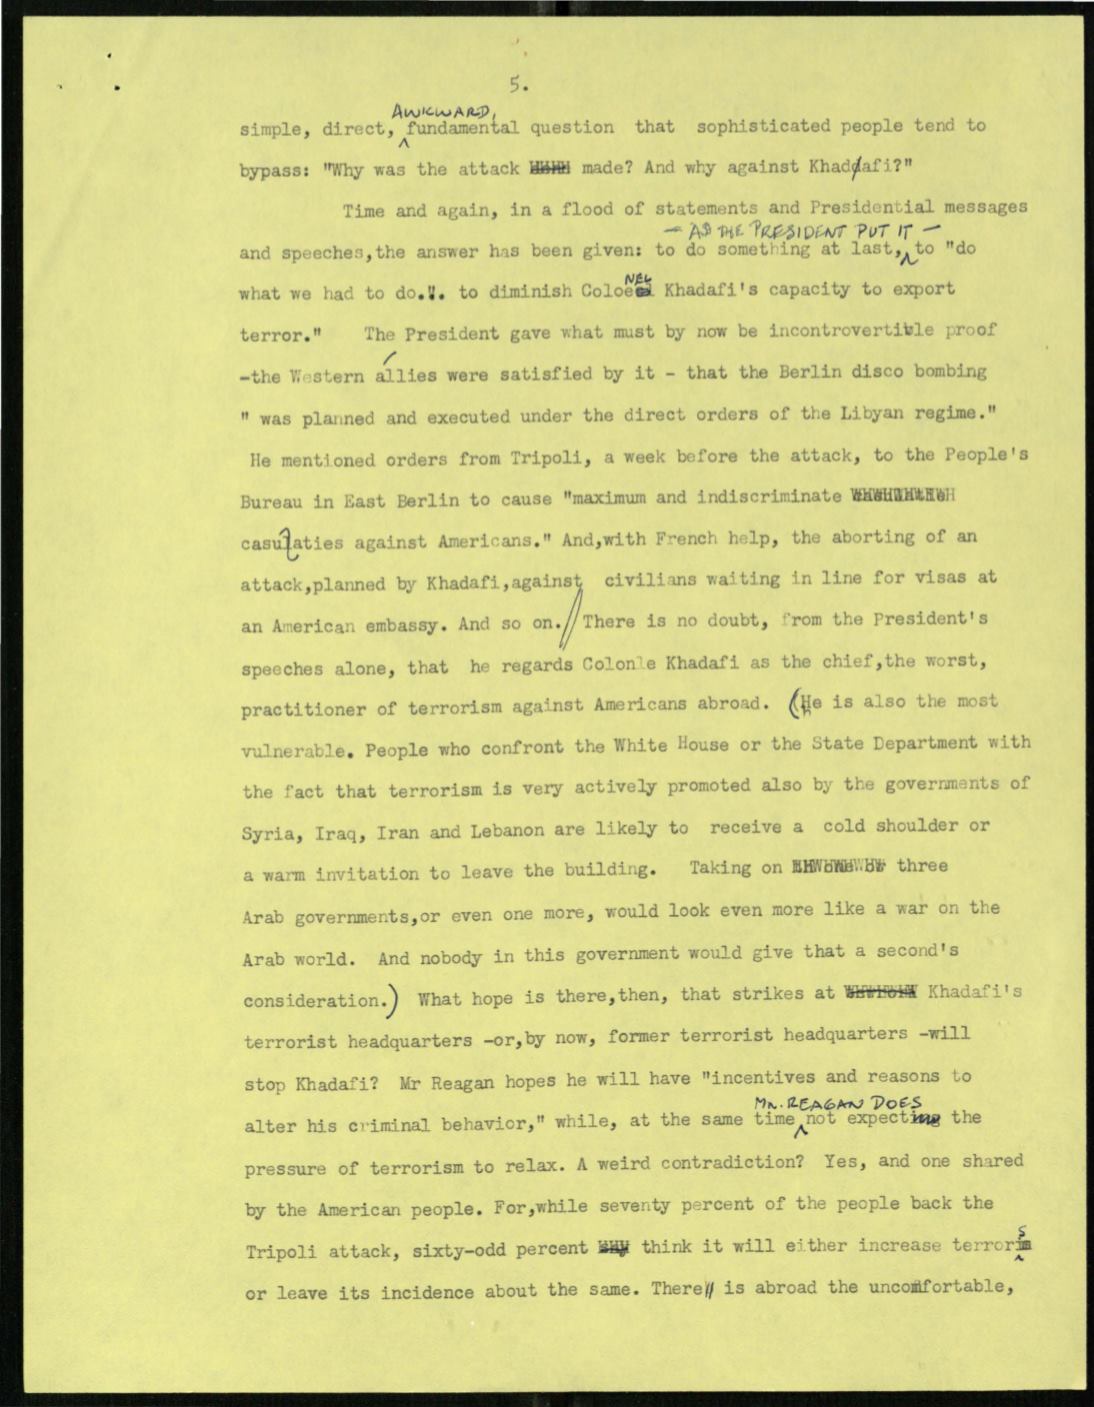 5.
AWKWARD,
simple, direct, fundamental question that sophisticated people tend to
bypass: "Why was the attack made? And why against Khadafi?"
Time and again, in a flood of statements and Presidential messages
— AS THE PRESIDENT PUT IT —
and speeches,the answer has been given: to do something at last, to "do
NEL
what we had to do... to diminish Colo Khadafi's capacity to export
terror." The President gave what must by now be incontrovertible proof
-the Western allies were satisfied by it - that the Berlin disco bombing
" was planned and executed under the direct orders of the Libyan regime."
He mentioned orders from Tripoli, a week before the attack, to the People's
Bureau in East Berlin to cause "maximum and indiscriminate
casulaties against Americans." And,with French help, the aborting of an
attack,planned by Khadafi,against civilians waiting in line for visas at
an American embassy. And so on.// There is no doubt, from the President's
speeches alone, that he regards Colonle Khadafi as the chief,the worst,
practitioner of terrorism against Americans abroad. (He is also the most
vulnerable. People who confront the White House or the State Department with
the fact that terrorism is very actively promoted also by the governments of
Syria, Iraq, Iran and Lebanon are likely to receive a cold shoulder or
a warm invitation to leave the building. Taking on three
Arab governments,or even one more, would look even more like a war on the
Arab world. And nobody in this government would give that a second's
consideration.) What hope is there,then, that strikes at Khadafi's
terrorist headquarters -or,by now, former terrorist headquarters -will
stop Khadafi? Mr Reagan hopes he will have "incentives and reasons to
MR. REAGAN DOES
alter his criminal behavior," while, at the same time not expect the
pressure of terrorism to relax. A weird contradiction? Yes, and one shared
by the American people. For,while seventy percent of the people back the
Tripoli attack, sixty-odd percent think it will either increase terrorism
or leave its incidence about the same. There is abroad the uncomfortable,